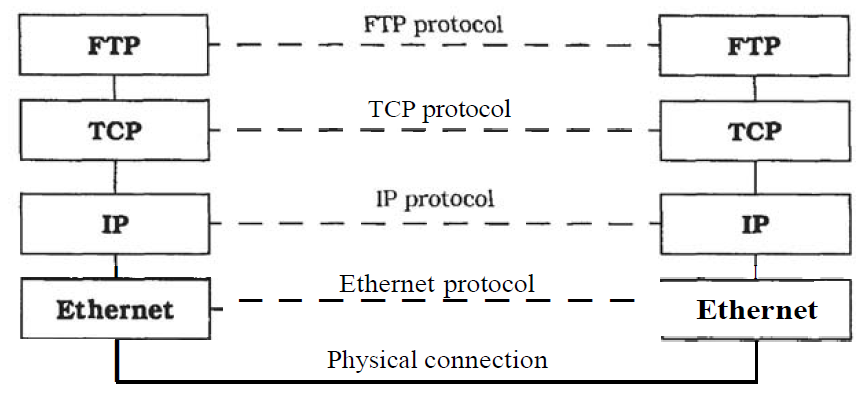 FTP protocol
FTP
FTP
TCP protocol
TCP
TCP
IP protocol
IP
IP
Ethernet protocol
Ethernet
Ethernet
Physical connection